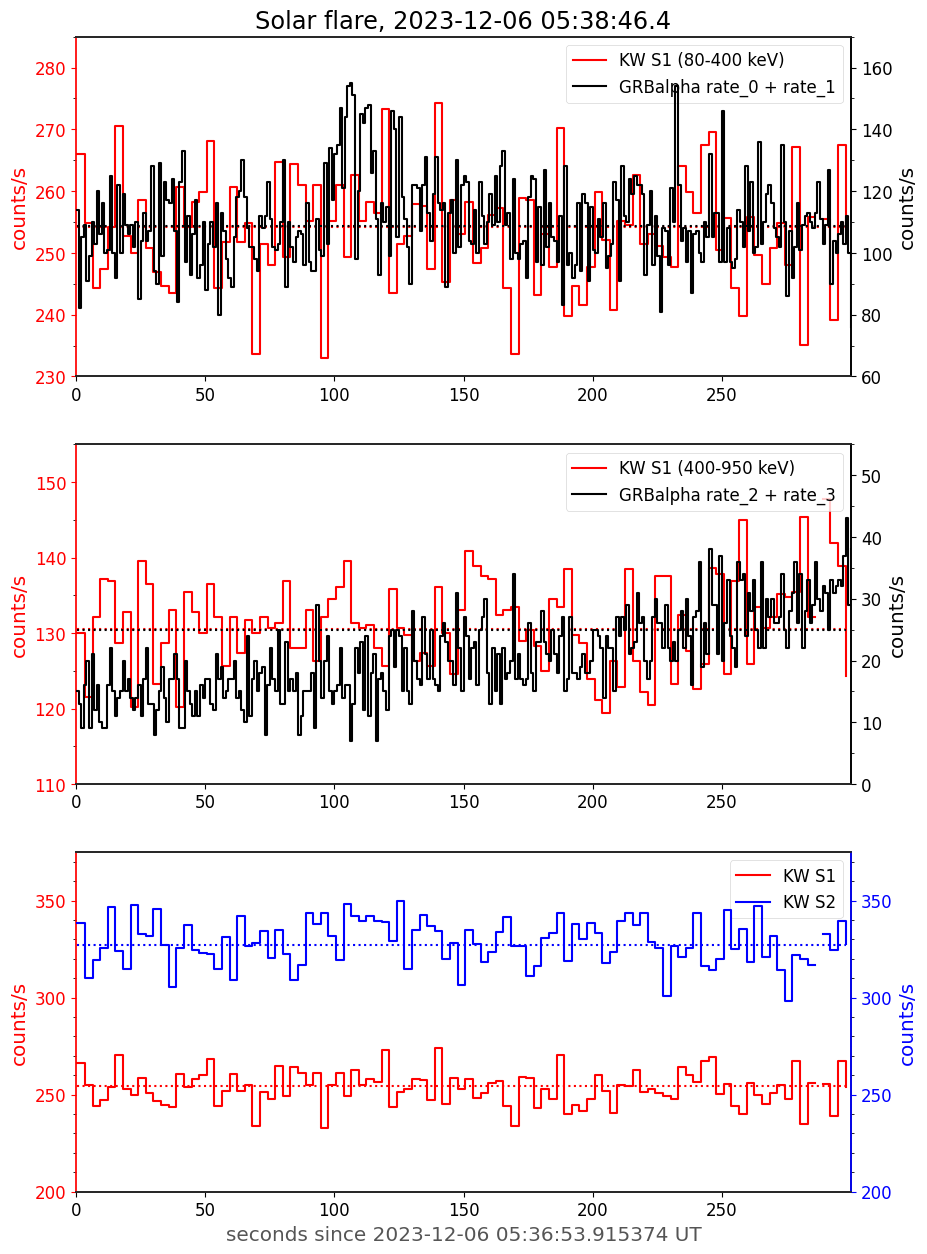 Solar flare, 2023-12-06 05:38:46.4
KW S1 (80-400 keV)
GRBalpha rate_0 + rate_1
counts/s
counts/s
280
270
260
250
240
230
160
140
120
100
80
60
0 50 100 150 200 250
KW S1 (400-950 keV)
GRBalpha rate_2 + rate_3
counts/s
counts/s
150
140
130
120
110
50
40
30
20
10
0
0 50 100 150 200 250
KW S1
KW S2
counts/s
counts/s
350
300
250
200
350
300
250
200
0 50 100 150 200 250
seconds since 2023-12-06 05:36:53.915374 UT